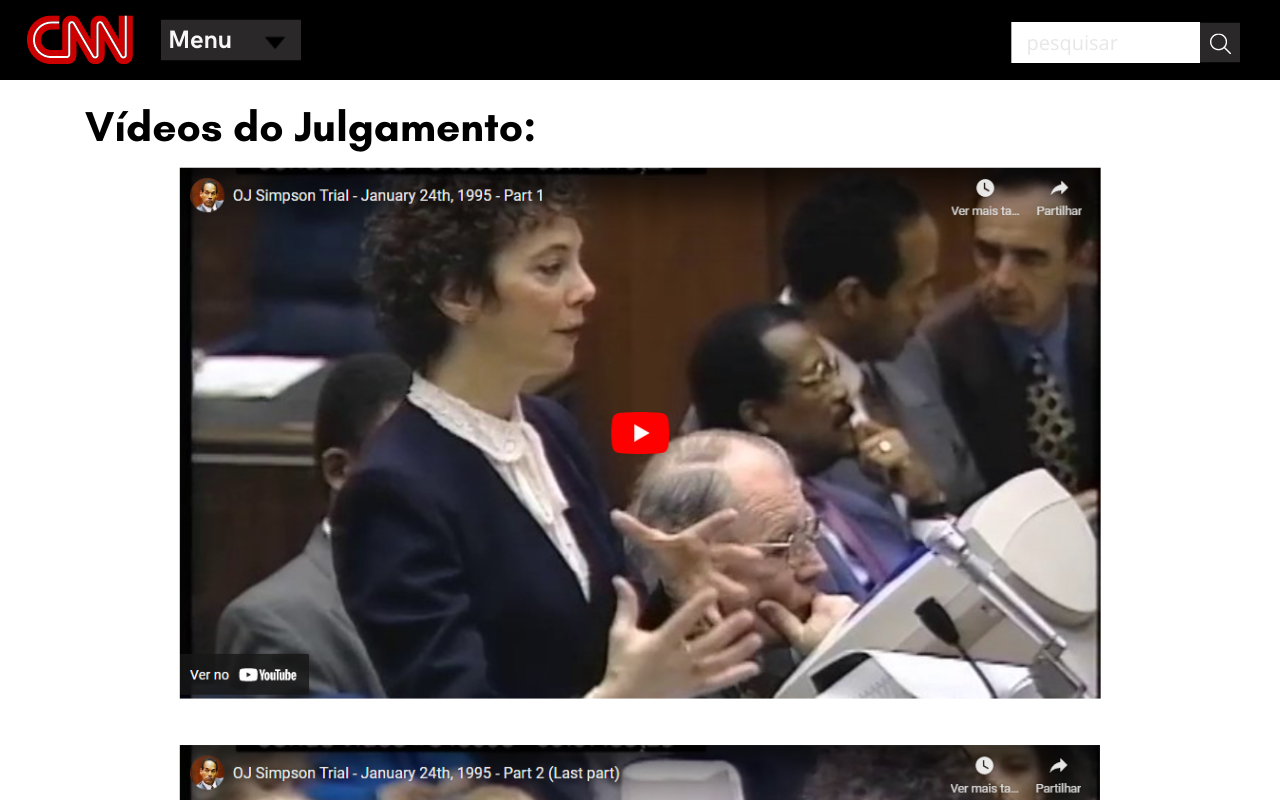 CNN
Menu
pesquisar
Vídeos do Julgamento:
OJ Simpson Trial - January 24th, 1995 - Part 1
Ver mais ta...
Partilhar
Ver no YouTube
OJ Simpson Trial - January 24th, 1995 - Part 2 (Last part)
Ver mais ta...
Partilhar